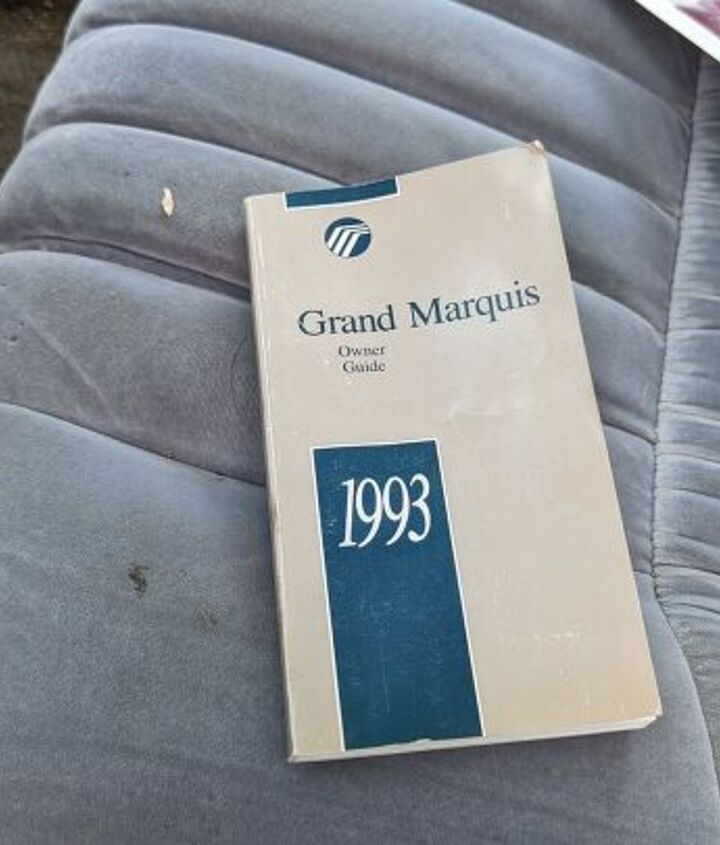 Grand Marquis
Owner
Guide
1993